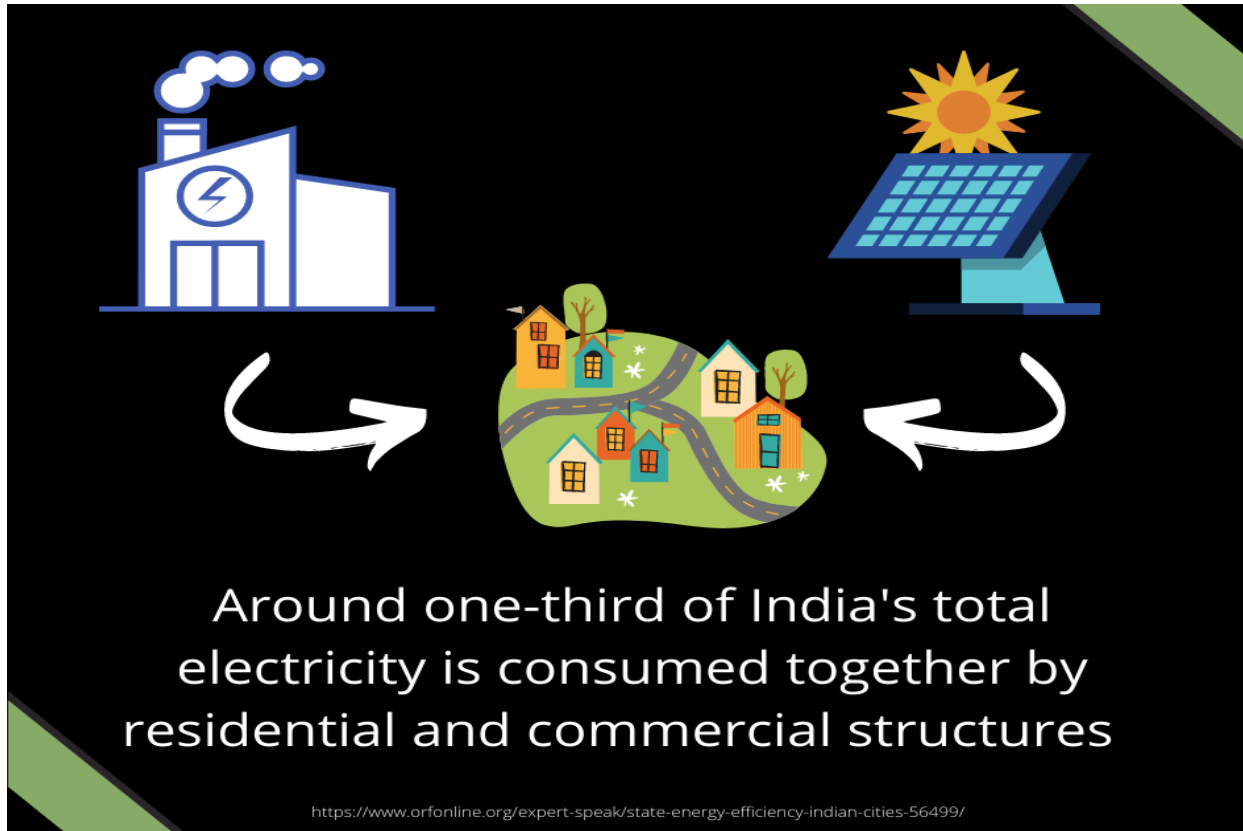 Around one-third of India's total
electricity is consumed together by
residential and commercial structures
https://www.orfonline.org/expert-speak/state-energy-efficiency-indian-cities-56499/